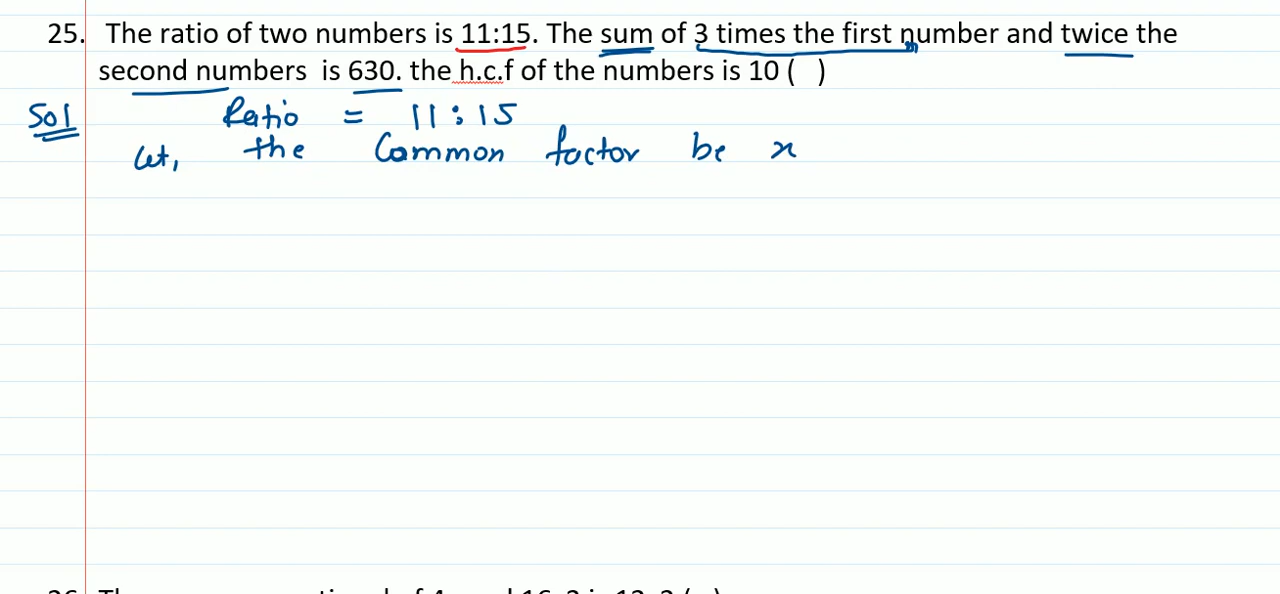 25. The ratio of two numbers is 11:15. The sum of 3 times the first number and twice the
second numbers is 630. the h.c.f of the numbers is 10 ( )
Sol Ratio = 11:15
Let, the Common factor be x